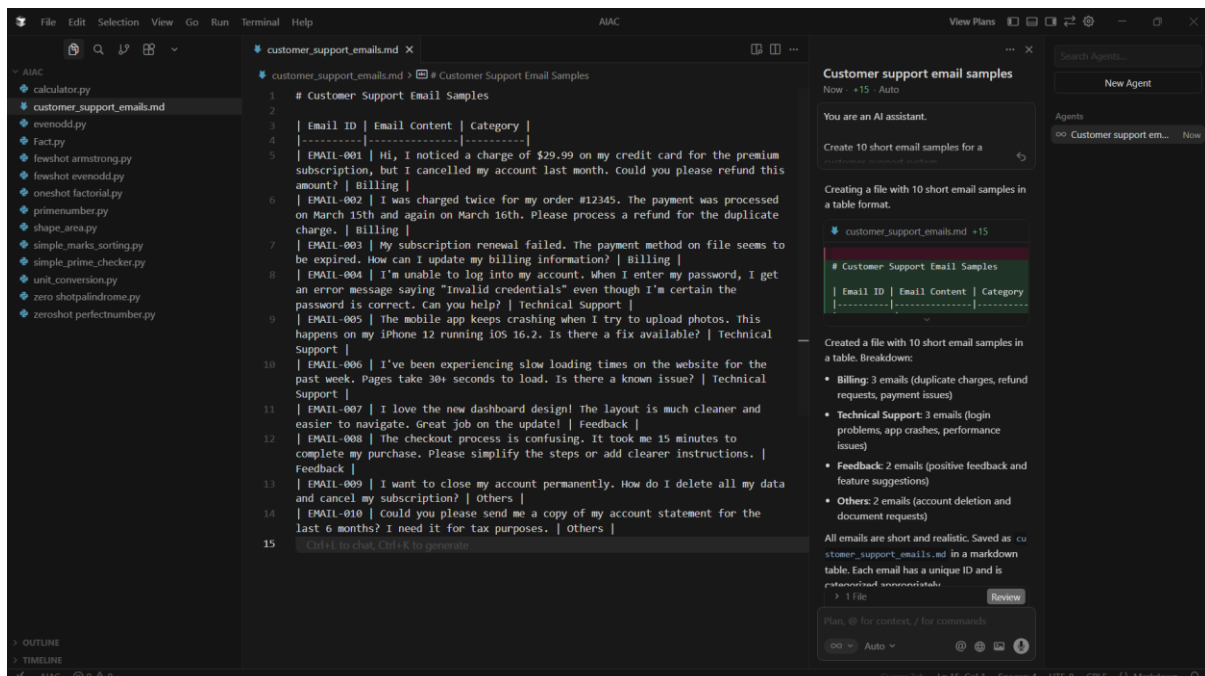 File Edit Selection View Go Run Terminal Help
AIAC
View Plans
AIAC
calculator.py
customer_support_emails.md
evenodd.py
Fact.py
fewshot armstrong.py
fewshot evenodd.py
oneshot factorial.py
primenumber.py
shape_area.py
simple_marks_sorting.py
simple_prime_checker.py
unit_conversion.py
zero shotpalindrome.py
zeroshot perfectnumber.py
OUTLINE
TIMELINE
customer_support_emails.md
customer_support_emails.md > # Customer Support Email Samples
1 # Customer Support Email Samples
2
3 | Email ID | Email Content | Category |
4 |----------|---------------|----------|
5 | EMAIL-001 | Hi, I noticed a charge of $29.99 on my credit card for the premium
subscription, but I cancelled my account last month. Could you please refund this
amount? | Billing |
6 | EMAIL-002 | I was charged twice for my order #12345. The payment was processed
on March 15th and again on March 16th. Please process a refund for the duplicate
charge. | Billing |
7 | EMAIL-003 | My subscription renewal failed. The payment method on file seems to
be expired. How can I update my billing information? | Billing |
8 | EMAIL-004 | I'm unable to log into my account. When I enter my password, I get
an error message saying "Invalid credentials" even though I'm certain the
password is correct. Can you help? | Technical Support |
9 | EMAIL-005 | The mobile app keeps crashing when I try to upload photos. This
happens on my iPhone 12 running iOS 16.2. Is there a fix available? | Technical
Support |
10 | EMAIL-006 | I've been experiencing slow loading times on the website for the
past week. Pages take 30+ seconds to load. Is there a known issue? | Technical
Support |
11 | EMAIL-007 | I love the new dashboard design! The layout is much cleaner and
easier to navigate. Great job on the update! | Feedback |
12 | EMAIL-008 | The checkout process is confusing. It took me 15 minutes to
complete my purchase. Please simplify the steps or add clearer instructions. |
Feedback |
13 | EMAIL-009 | I want to close my account permanently. How do I delete all my data
and cancel my subscription? | Others |
14 | EMAIL-010 | Could you please send me a copy of my account statement for the
last 6 months? I need it for tax purposes. | Others |
15 Ctrl+L to chat, Ctrl+K to generate
Customer support email samples
Now · +15 · Auto
You are an AI assistant.
Create 10 short email samples for a
customer support system
Creating a file with 10 short email samples in
a table format.
customer_support_emails.md +15
# Customer Support Email Samples
| Email ID | Email Content | Category
|----------|---------------|----------
Created a file with 10 short email samples in
a table. Breakdown:
• Billing: 3 emails (duplicate charges, refund
requests, payment issues)
• Technical Support: 3 emails (login
problems, app crashes, performance
issues)
• Feedback: 2 emails (positive feedback and
feature suggestions)
• Others: 2 emails (account deletion and
document requests)
All emails are short and realistic. Saved as cu
stomer_support_emails.md in a markdown
table. Each email has a unique ID and is
categorized appropriately
> 1 File
Review
Plan, @ for context, / for commands
Auto
Search Agents...
New Agent
Agents
Customer support em... Now